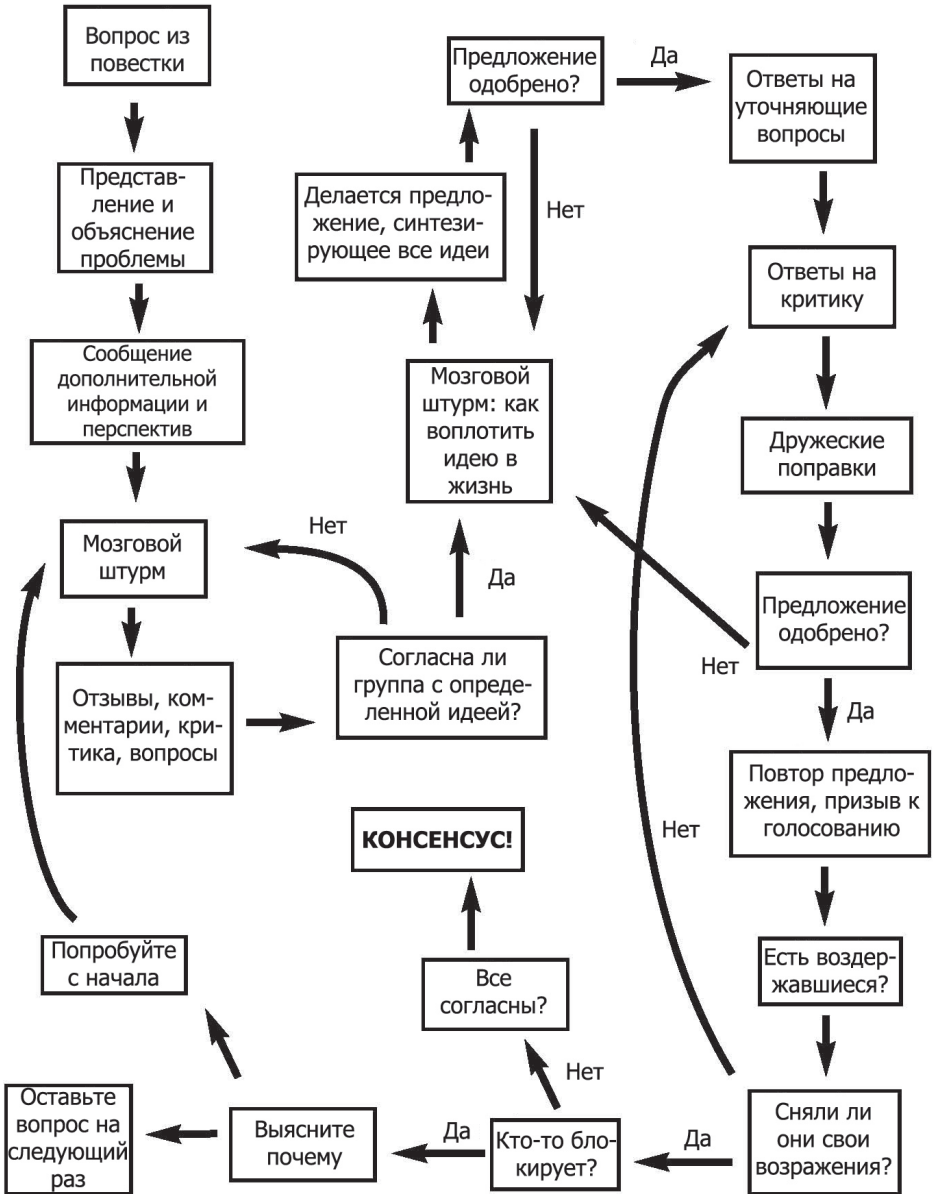 Вопрос из
повестки
Представ-
ление и
объяснение
проблемы
Сообщение
дополнительной
информации и
перспектив
Мозговой
штурм
Отзывы, ком-
ментарии, кри-
тика, вопросы
Согласна ли
группа с опреде-
ленной идеей?
Нет
Да
Мозговой
штурм: как
воплотить
идею в
жизнь
Делается предло-
жение, синтези-
рующее все идеи
Предложение
одобрено?
Нет
Да
Ответы на
уточняющие
вопросы
Ответы на
критику
Дружеские
поправки
Предложение
одобрено?
Нет
Да
Повтор предло-
жения, призыв к
голосованию
Есть воздер-
жавшиеся?
Сняли ли
они свои
возражения?
Нет
Да
Кто-то бло-
кирует?
Нет
Да
Все
согласны?
КОНСЕНСУС!
Выясните
почему
Попробуйте
с начала
Оставьте
вопрос на
следующий
раз